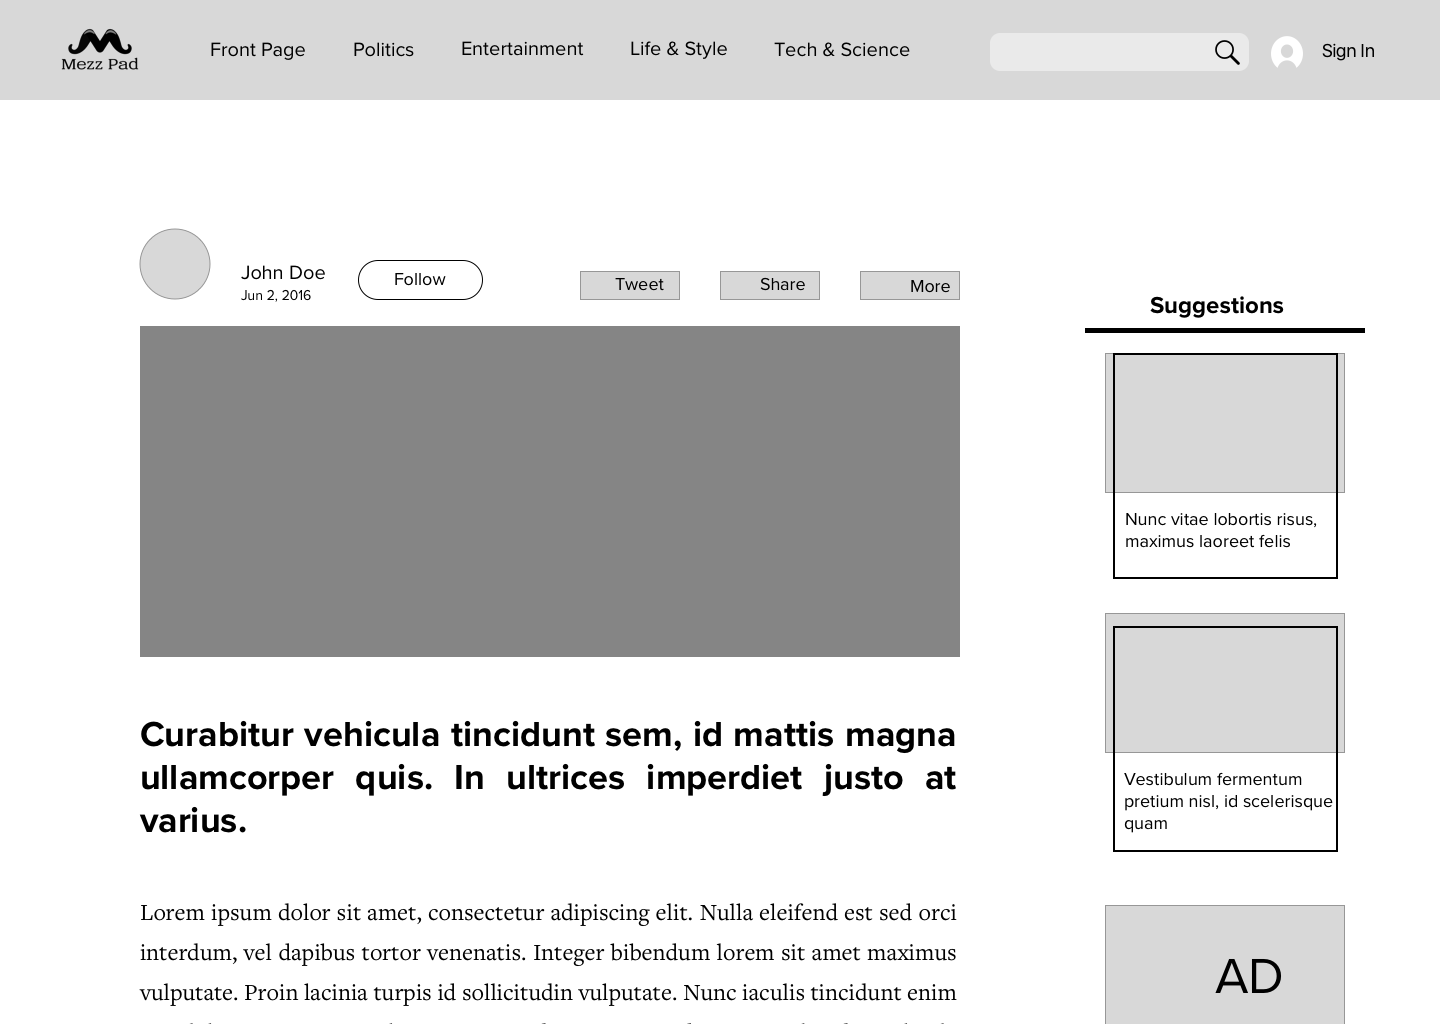 Mezz Pad
Front Page
Politics
Entertainment
Life & Style
Tech & Science
Sign In
John Doe
Jun 2, 2016
Follow
Tweet
Share
More
Curabitur vehicula tincidunt sem, id mattis magna
ullamcorper quis. In ultrices imperdiet justo at
varius.
Lorem ipsum dolor sit amet, consectetur adipiscing elit. Nulla eleifend est sed orci
interdum, vel dapibus tortor venenatis. Integer bibendum lorem sit amet maximus
vulputate. Proin lacinia turpis id sollicitudin vulputate. Nunc iaculis tincidunt enim
Suggestions
Nunc vitae lobortis risus,
maximus laoreet felis
Vestibulum fermentum
pretium nisl, id scelerisque
quam
AD